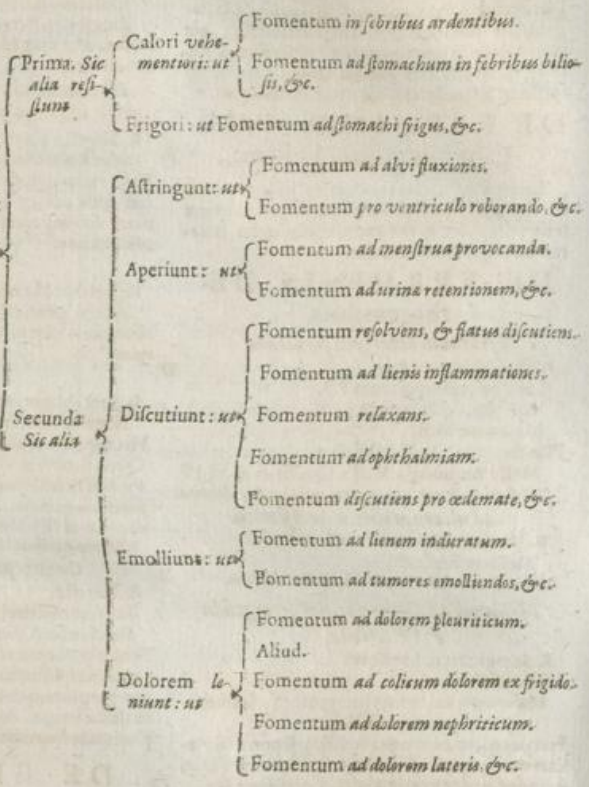 Prima. Sic
alia resi-
stunt
Calori vehe-
mentiori: ut
Fomentum in febribus ardentibus.
Fomentum ad stomachum in febribus bilio-
sis, &c.
Frigori: ut Fomentum ad stomachi frigus, &c.
Secunda
Sic alia
Astringunt: ut
Fomentum ad alvi fluxiones.
Fomentum pro ventriculo roborando, &c.
Aperiunt: ut
Fomentum ad menstrua provocanda.
Fomentum ad urinæ retentionem, &c.
Discutiunt: ut
Fomentum resolvens, & flatus discutiens.
Fomentum ad lienis inflammationes.
Fomentum relaxans.
Fomentum ad ophthalmiam.
Fomentum discutiens pro œdemate, &c.
Emolliunt: ut
Fomentum ad lienem induratum.
Fomentum ad tumores emolliendos, &c.
Dolorem le-
niunt: ut
Fomentum ad dolorem pleuriticum.
Aliud.
Fomentum ad colicum dolorem ex frigido.
Fomentum ad dolorem nephriticum.
Fomentum ad dolorem lateris &c.